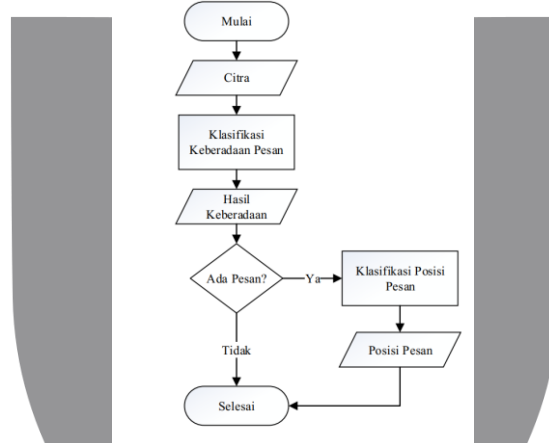 Mulai
Citra
Klasifikasi
Keberadaan Pesan
Hasil
Keberadaan
Ada Pesan?
Ya
Klasifikasi Posisi
Pesan
Tidak
Posisi Pesan
Selesai